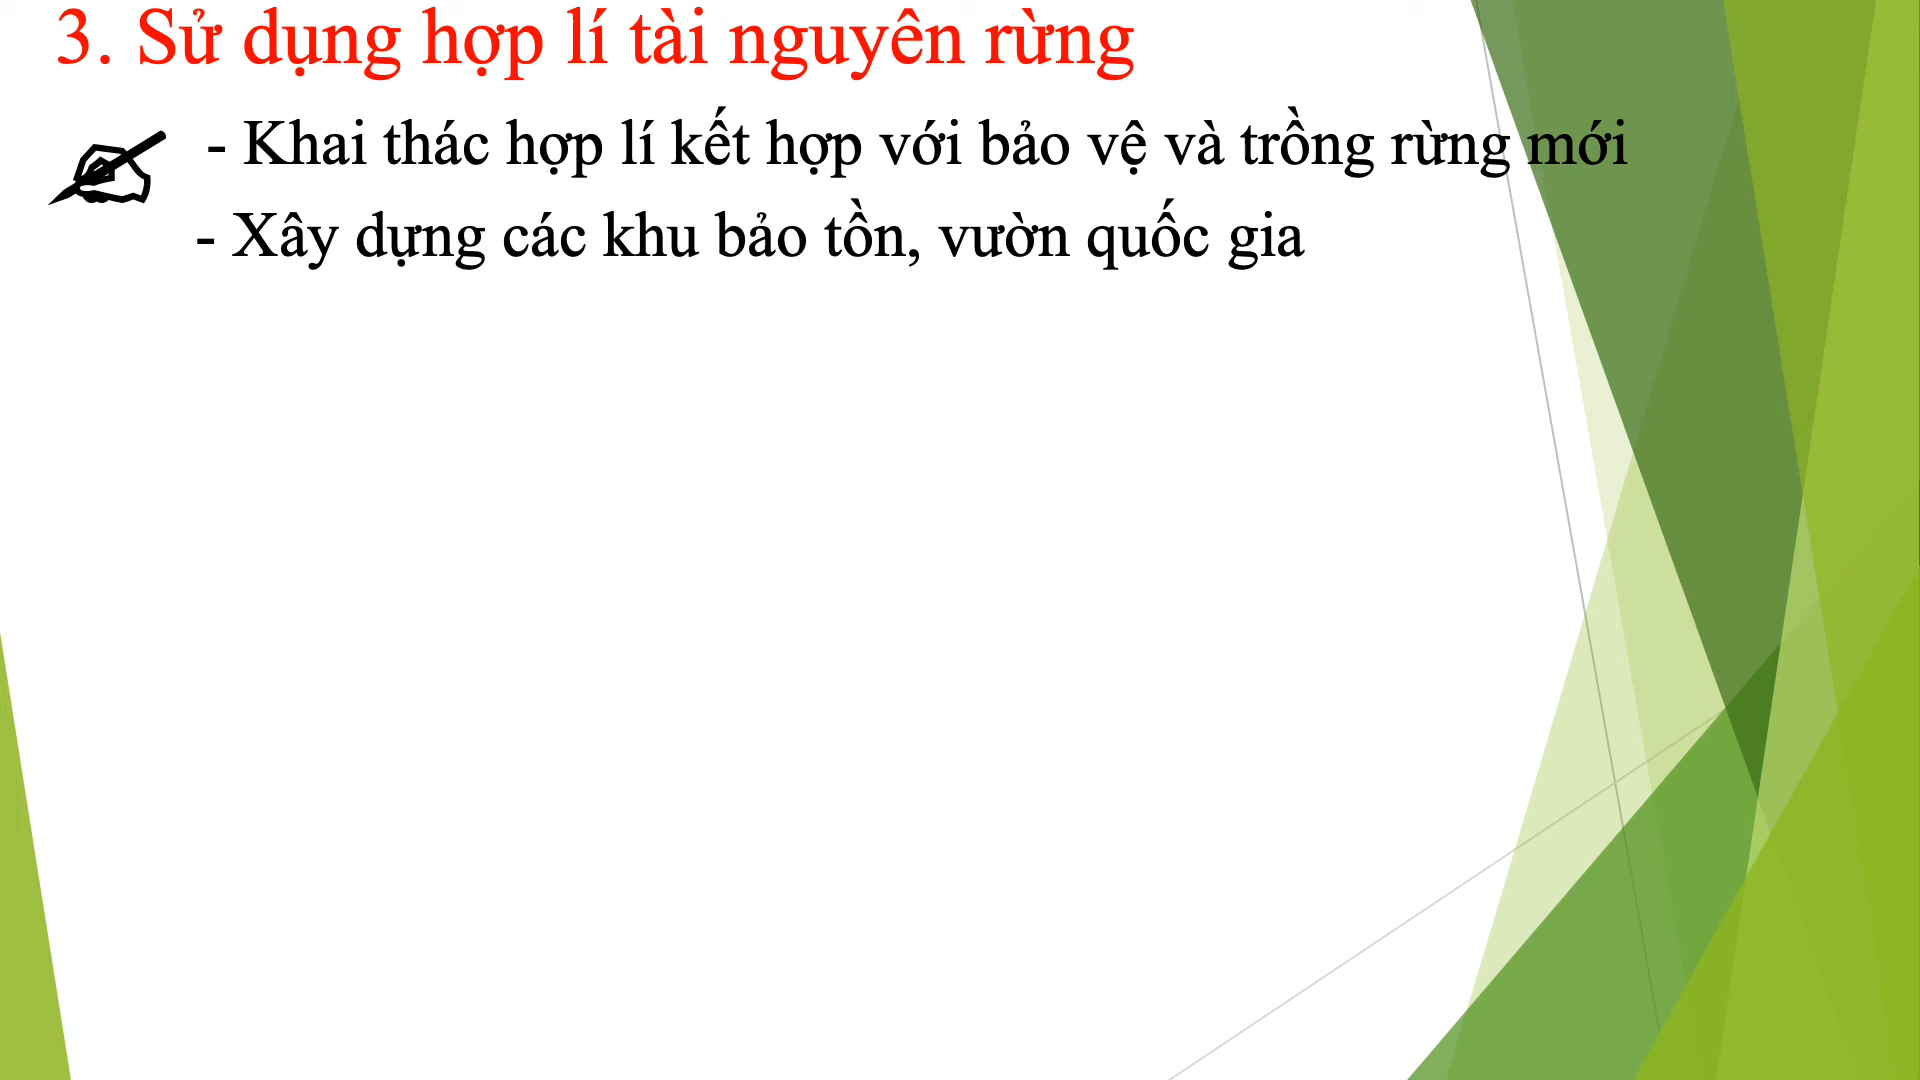 3. Sử dụng hợp lí tài nguyên rừng
- Khai thác hợp lí kết hợp với bảo vệ và trồng rừng mới
- Xây dựng các khu bảo tồn, vườn quốc gia